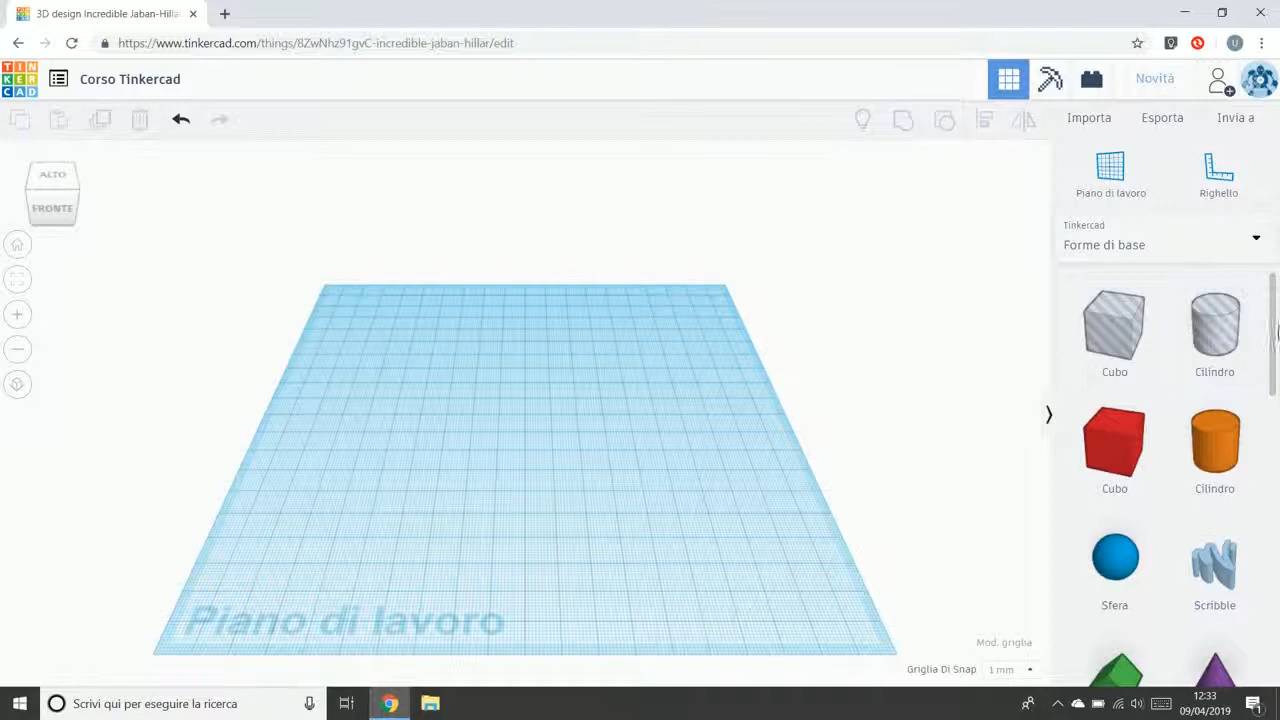 3D design Incredible Jaban-Hilla
https://www.tinkercad.com/things/8ZwNhz91gvC-incredible-jaban-hillar/edit
U
TIN
KER
CAD
Corso Tinkercad
Novità
Importa
Esporta
Invia a
ALTO
FRONTE
Piano di lavoro
Righello
Tinkercad
Forme di base
Cubo
Cilindro
Cubo
Cilindro
Sfera
Scribble
Piano di lavoro
Mod. griglia
Griglia Di Snap
1 mm
Scrivi qui per eseguire la ricerca
12:33
09/04/2019